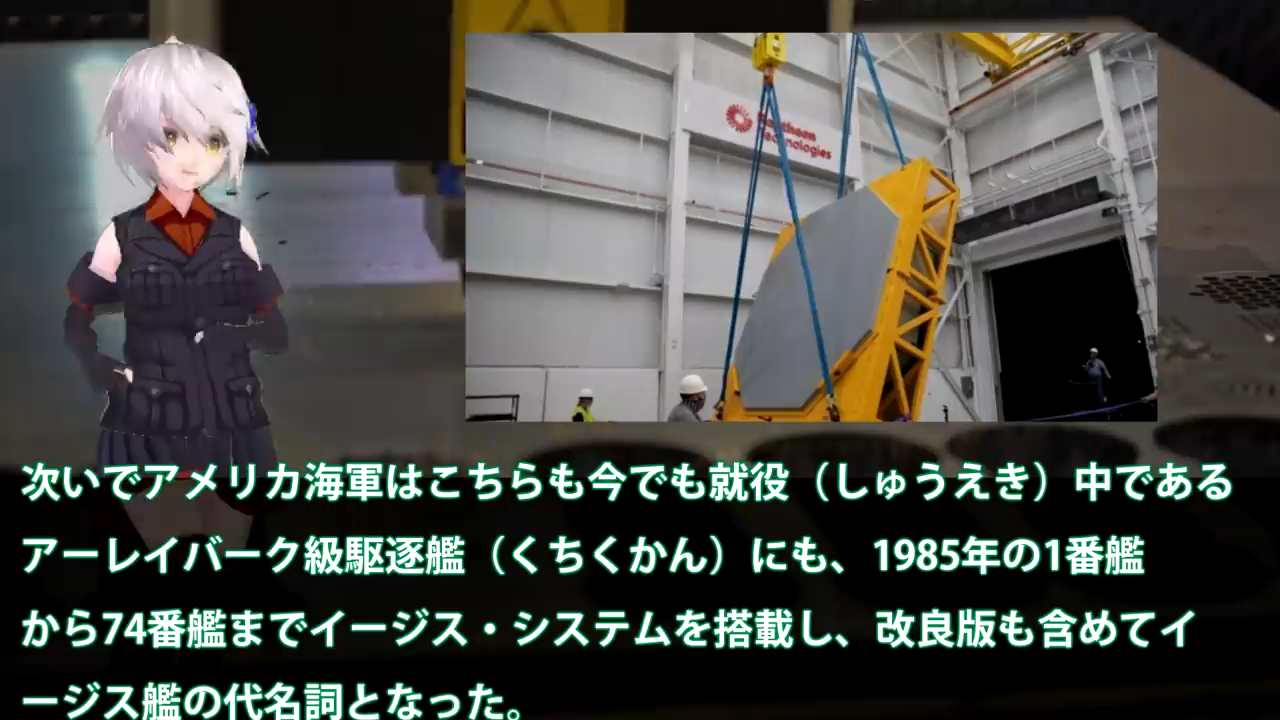 Raytheon
Technologies
次いでアメリカ海軍はこちらも今でも就役（しゅうえき）中である
アーレイバーク級駆逐艦（くちくかん）にも、1985年の1番艦
から74番艦までイージス・システムを搭載し、改良版も含めてイ
ージス艦の代名詞となった。